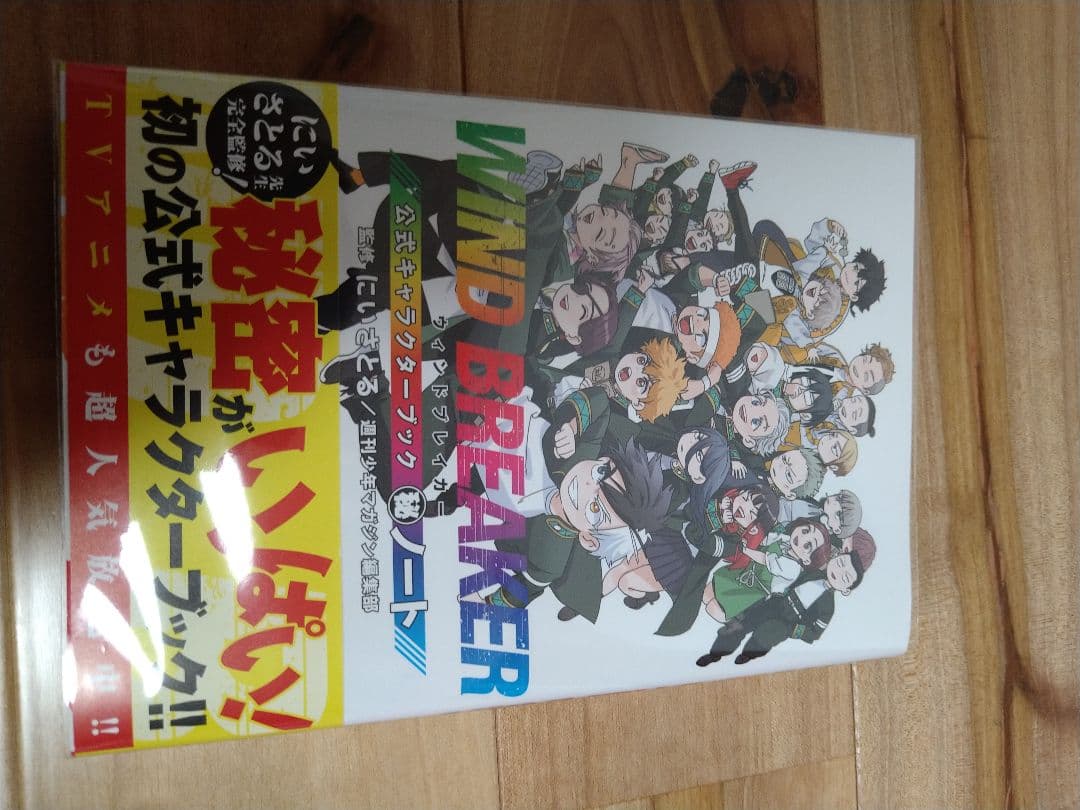 WIND BREAKER
ウィンドブレイカー
公式キャラクターブック 秘ノート
監修 にいさとる/週刊少年マガジン編集部
にい
さとる先生
完全監修!
秘密がいっぱい!
初の公式キャラクターブック!!
TVアニメも超人気放送中!!